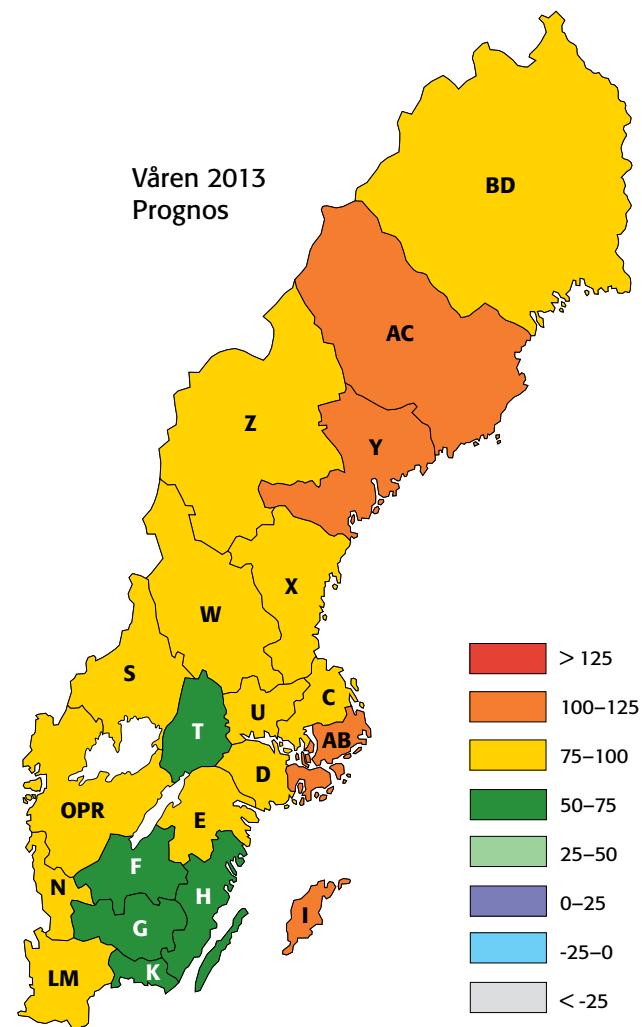 Våren 2013
Prognos
BD
AC
Z
Y
X
W
S
C
U
T
AB
D
OPR
E
F
N
H
I
G
K
LM
> 125
100–125
75–100
50–75
25–50
0–25
-25–0
< -25